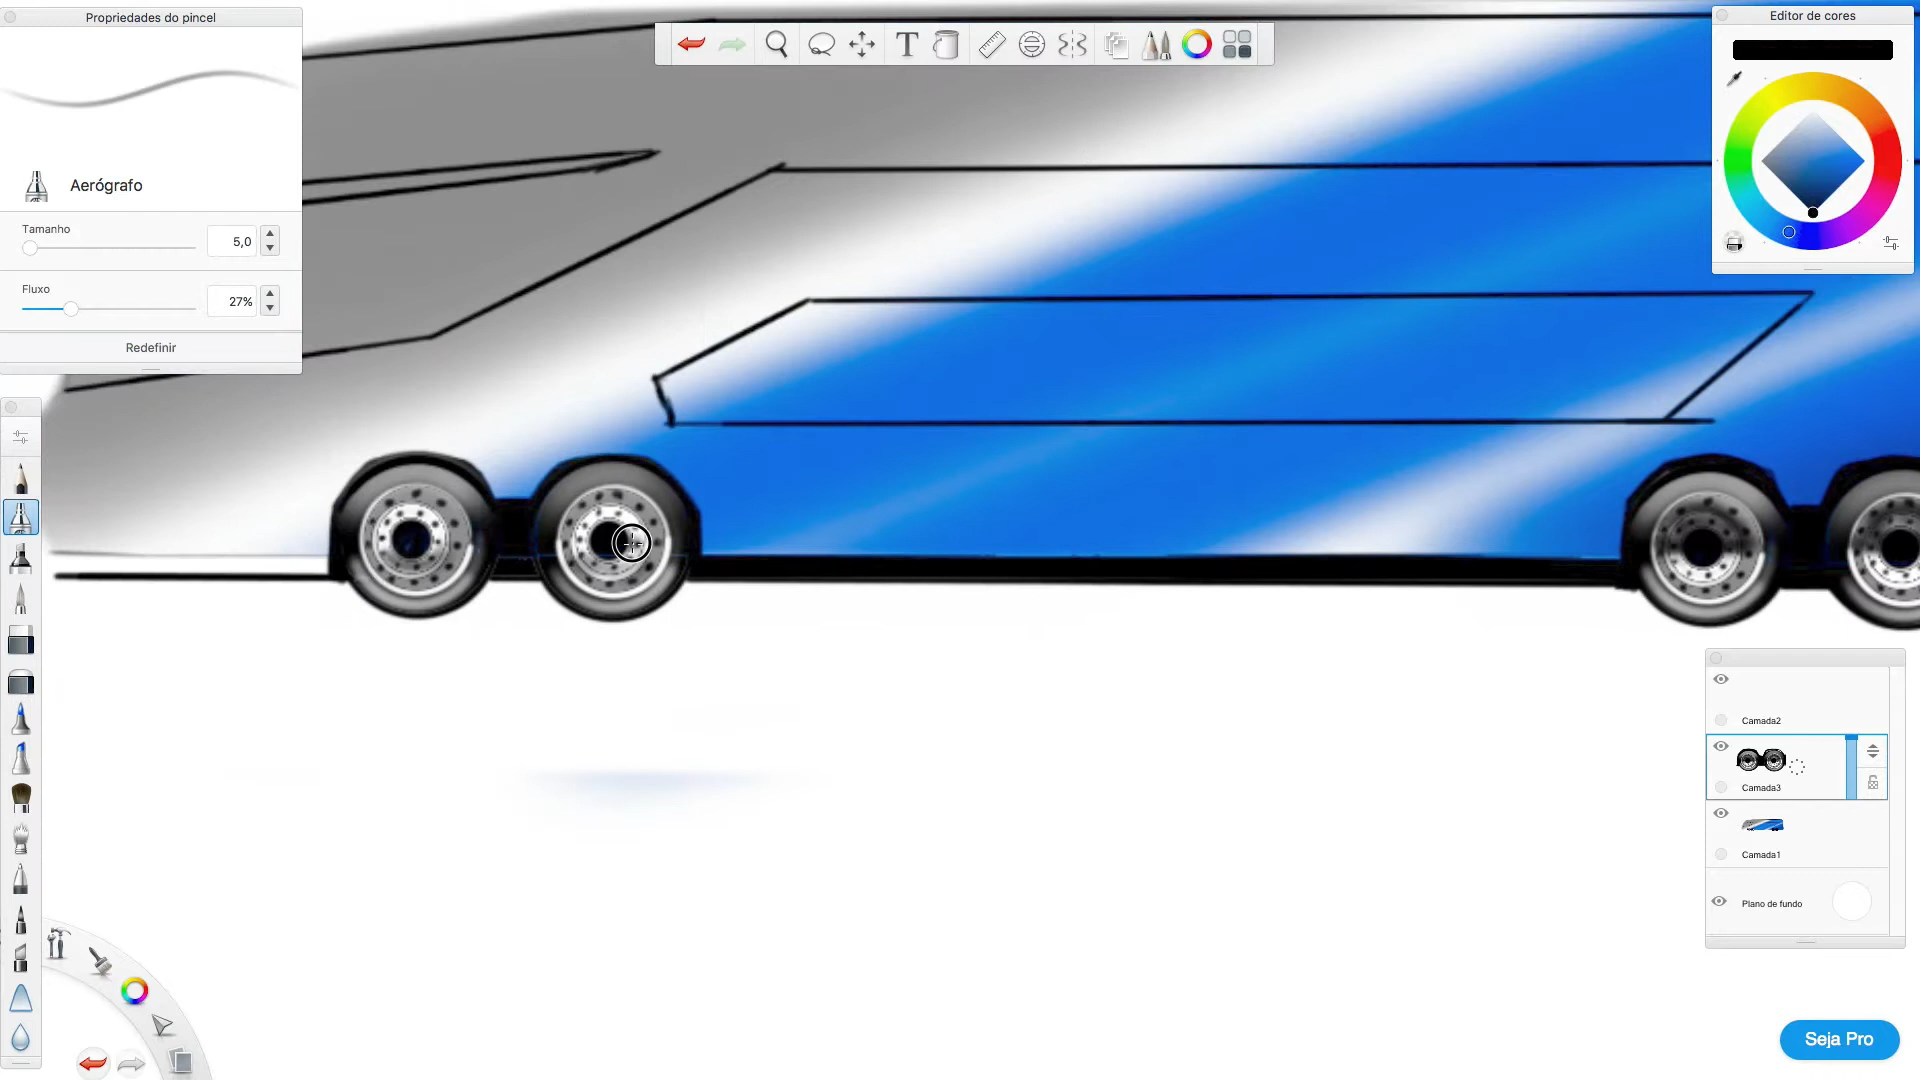 Propriedades do pincel
Aerógrafo
Tamanho
5,0
Fluxo
27%
Redefinir
T
Editor de cores
Camada2
Camada3
Camada1
Plano de fundo
Seja Pro